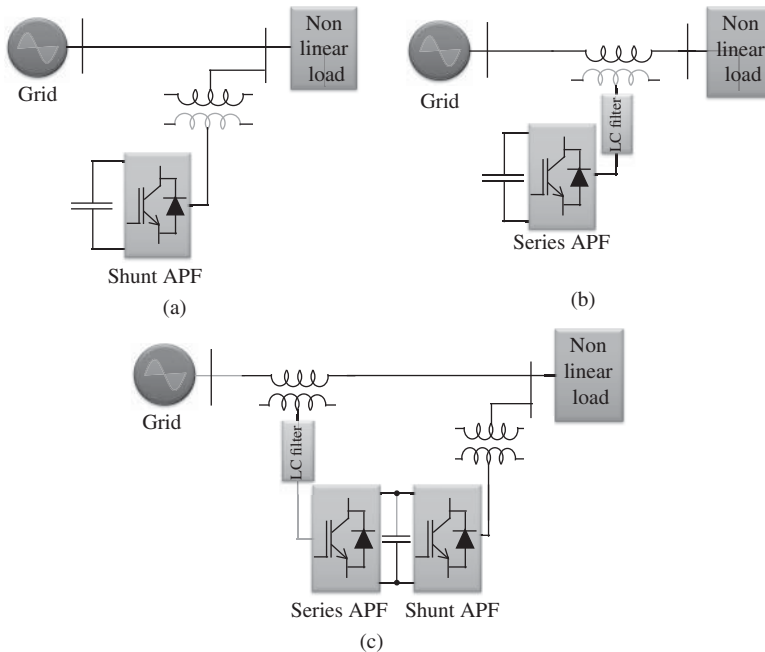 Grid
Non
linear
load
Shunt APF
(a)
Grid
Non
linear
load
LC filter
Series APF
(b)
Grid
Non
linear
load
LC filter
Series APF
Shunt APF
(c)